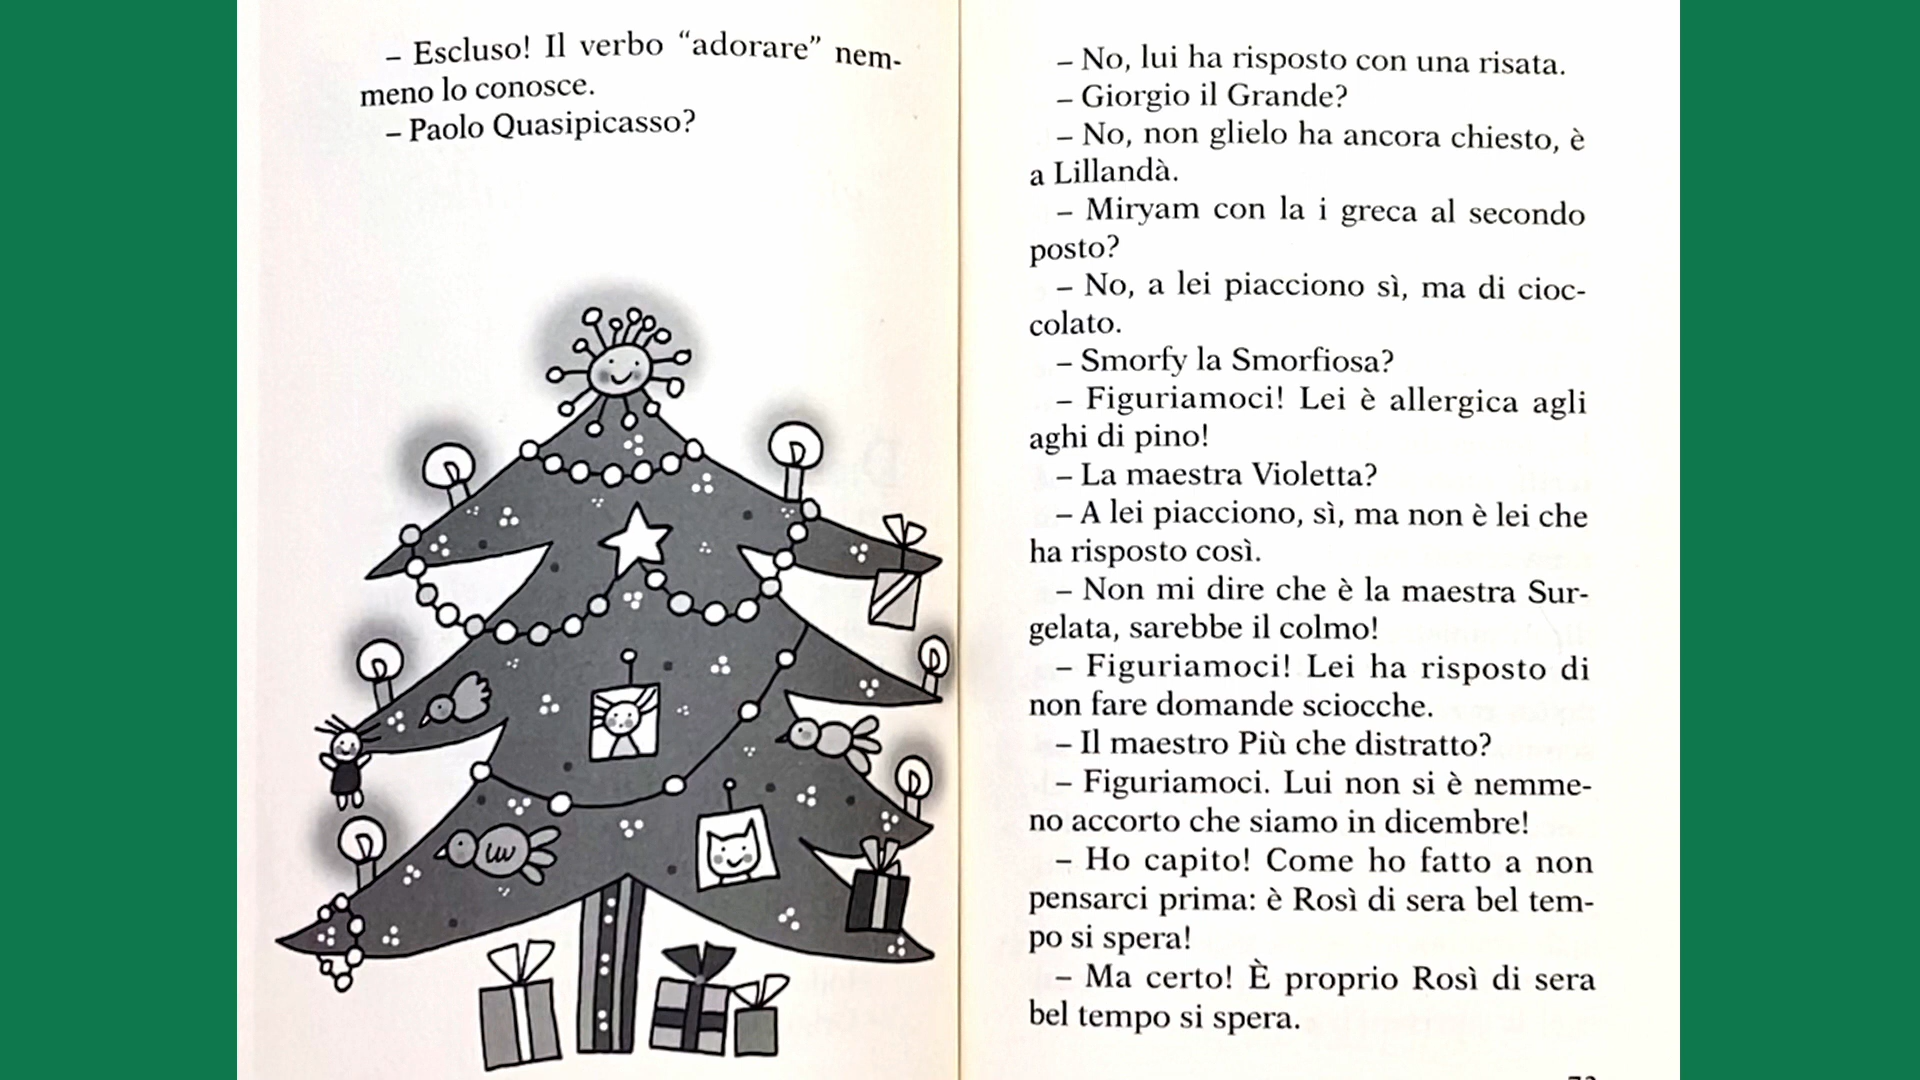 – Escluso! Il verbo “adorare” nem-
meno lo conosce.
– Paolo Quasipicasso?
– No, lui ha risposto con una risata.
– Giorgio il Grande?
– No, non glielo ha ancora chiesto, è
a Lillandà.
– Miryam con la i greca al secondo
posto?
– No, a lei piacciono sì, ma di cioc-
colato.
– Smorfy la Smorfiosa?
– Figuriamoci! Lei è allergica agli
aghi di pino!
– La maestra Violetta?
– A lei piacciono, sì, ma non è lei che
ha risposto così.
– Non mi dire che è la maestra Sur-
gelata, sarebbe il colmo!
– Figuriamoci! Lei ha risposto di
non fare domande sciocche.
– Il maestro Più che distratto?
– Figuriamoci. Lui non si è nemme-
no accorto che siamo in dicembre!
– Ho capito! Come ho fatto a non
pensarci prima: è Rosì di sera bel tem-
po si spera!
– Ma certo! È proprio Rosì di sera
bel tempo si spera.